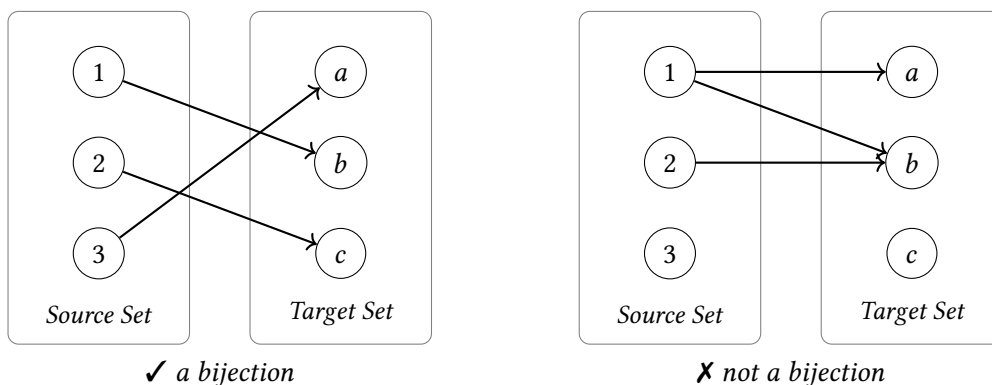 1 a 1 a
2 b 2 b
3 c 3 c
Source Set Target Set Source Set Target Set
✓ a bijection ✗ not a bijection